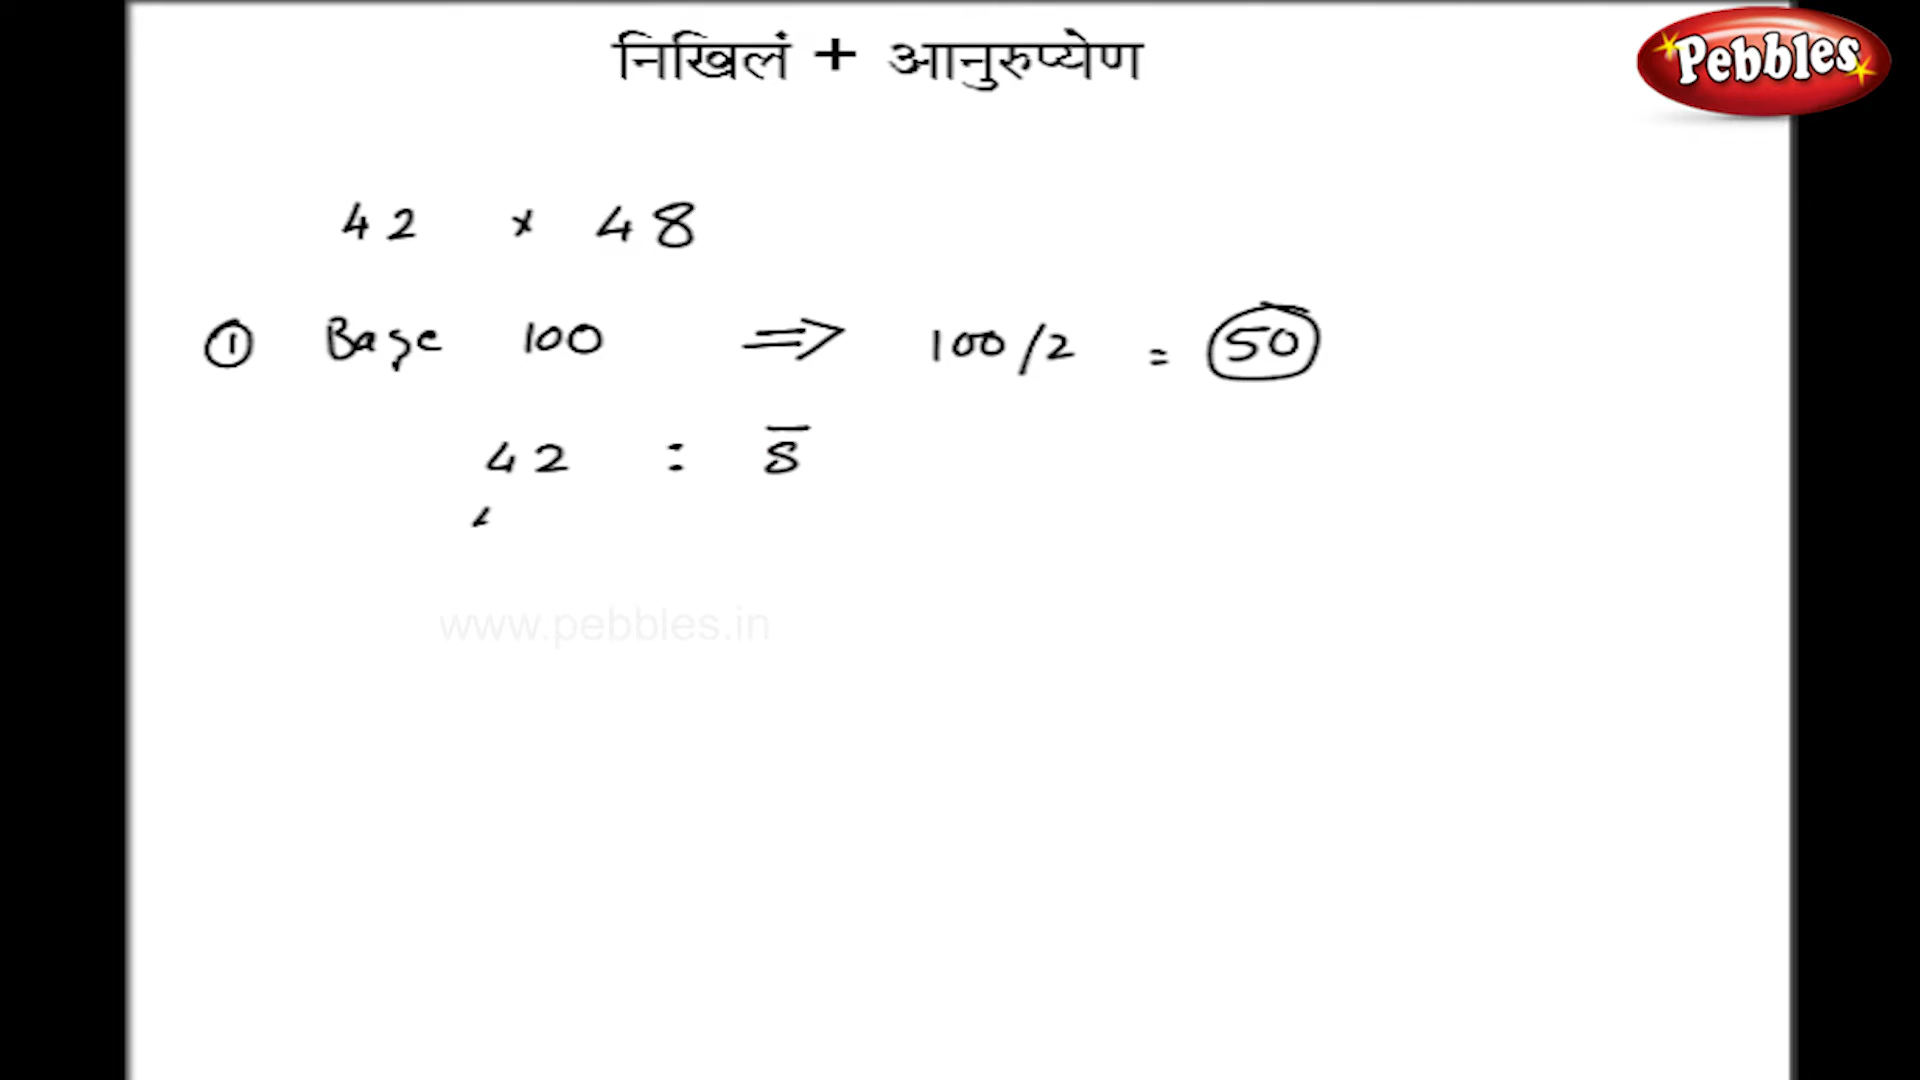 निखिलं + आनुरुप्येण
Pebbles
42 × 48
① Base 100 ⇒ 100/2 = 50
42 : 8̅
www.pebbles.in